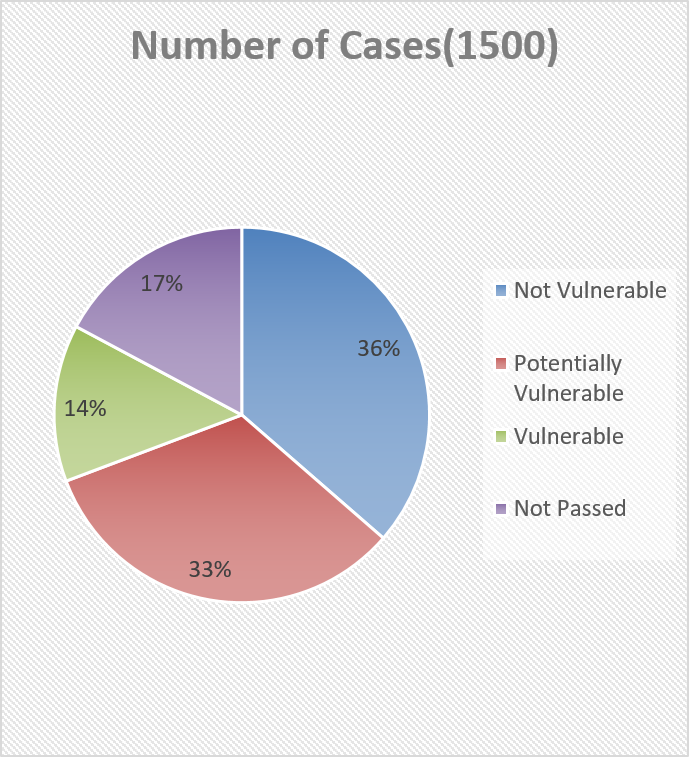 Number of Cases(1500)
17%
36%
14%
33%
Not Vulnerable
Potentially
Vulnerable
Vulnerable
Not Passed